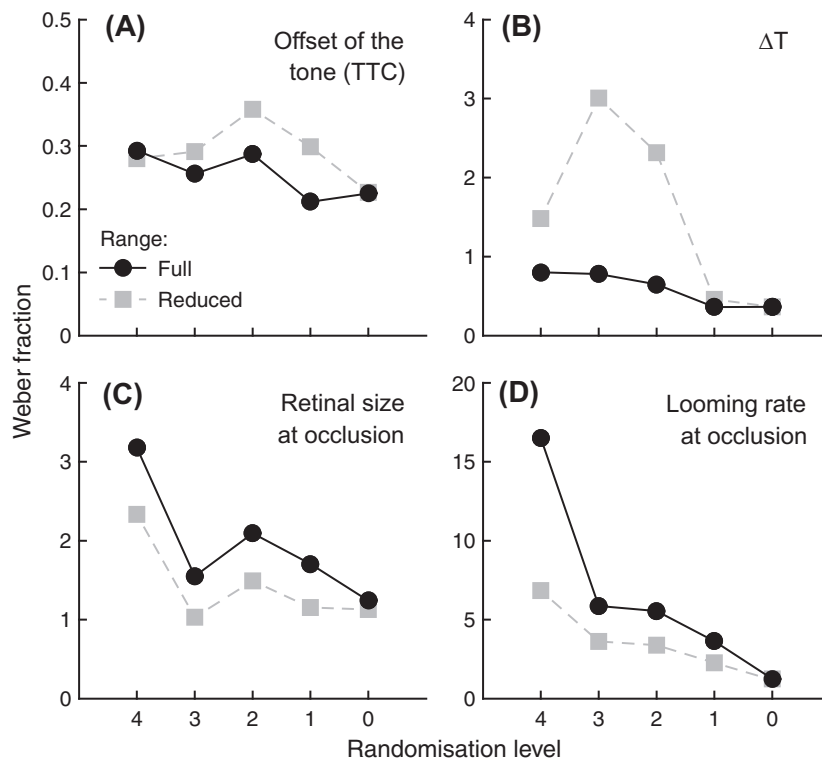 (A)
Offset of the
tone (TTC)
0.5
0.4
0.3
0.2
0.1
0
Range:
Full
Reduced
(B)
ΔT
4
3
2
1
0
Weber fraction
(C)
Retinal size
at occlusion
4
3
2
1
0
4 3 2 1 0
(D)
Looming rate
at occlusion
20
15
10
5
0
4 3 2 1 0
Randomisation level